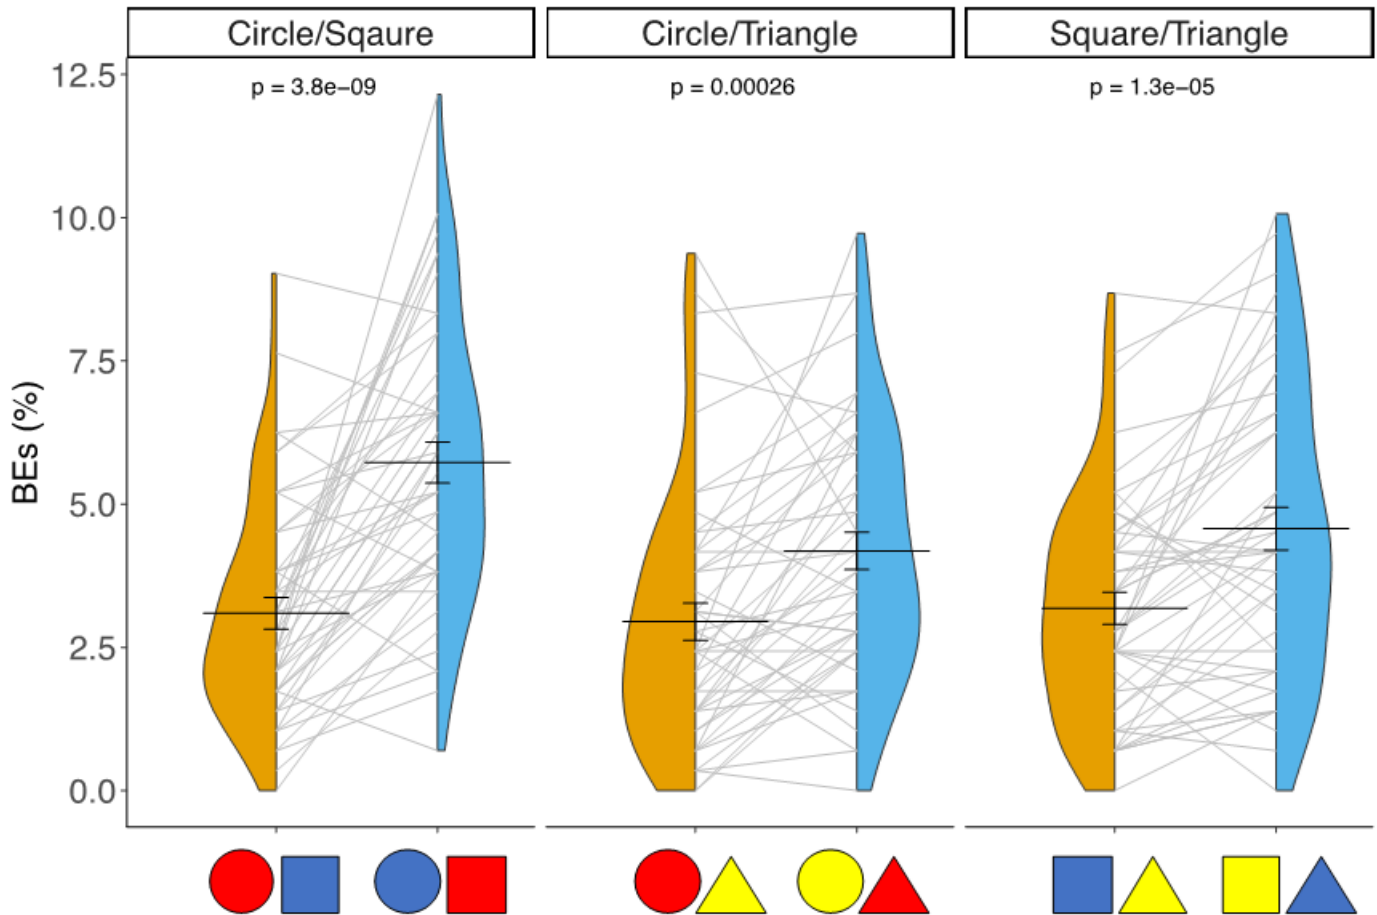 Circle/Sqaure
Circle/Triangle
Square/Triangle
p = 3.8e−09
p = 0.00026
p = 1.3e−05
12.5
10.0
7.5
5.0
2.5
0.0
BEs (%)